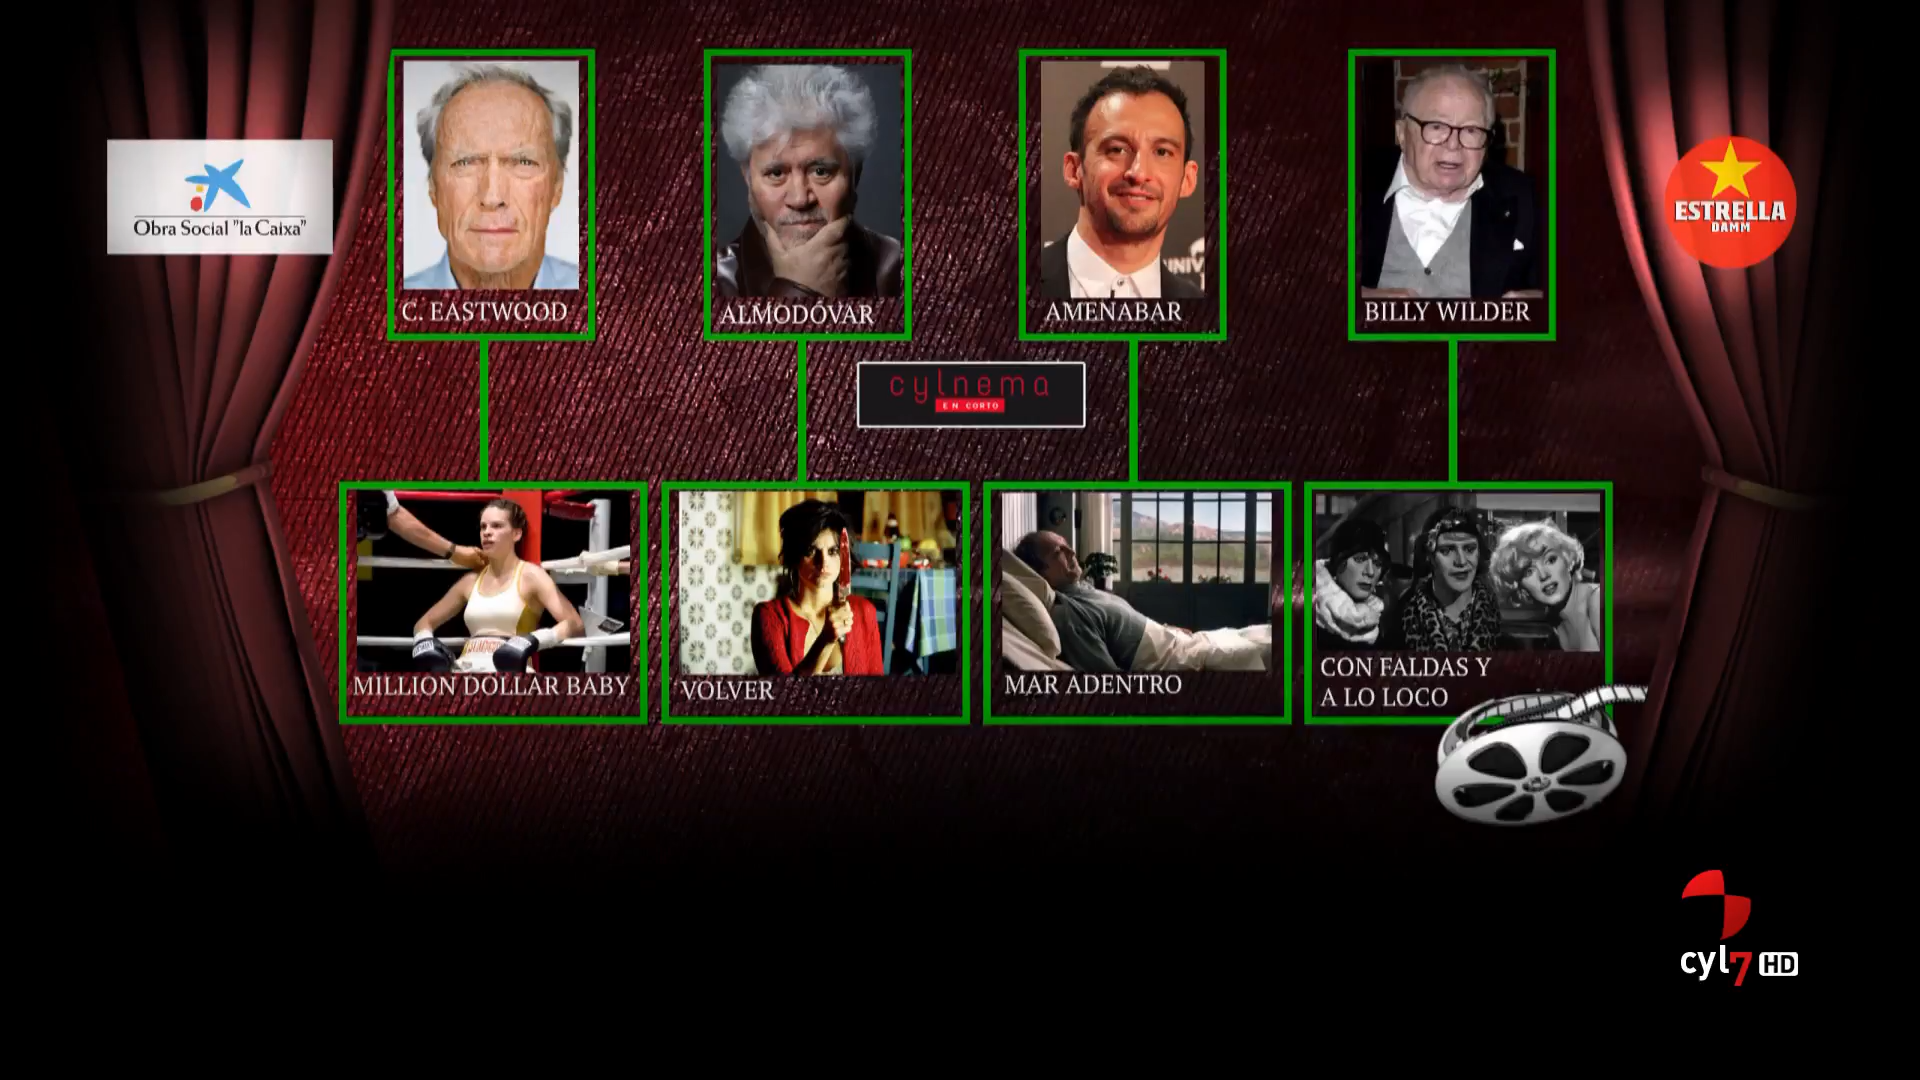 C. EASTWOOD
ALMODÓVAR
AMENABAR
BILLY WILDER
Obra Social "la Caixa"
ESTRELLA
DAMM
cylnema
EN CORTO
MILLION DOLLAR BABY
VOLVER
MAR ADENTRO
CON FALDAS Y
A LO LOCO
cyl7 HD